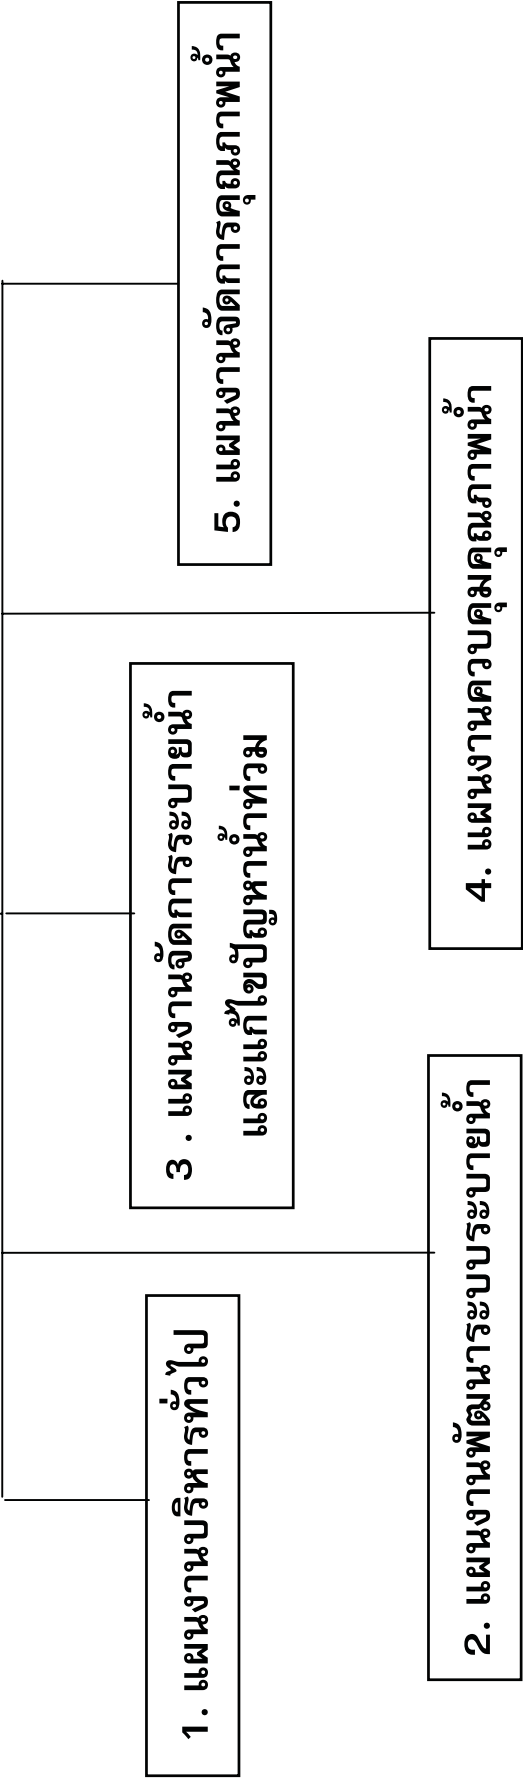 1. แผนงานบริหารทั่วไป
2. แผนงานพัฒนาระบบระบายน้ำ
3 . แผนงานจัดการระบายน้ำ
และแก้ไขปัญหาน้ำท่วม
4. แผนงานควบคุมคุณภาพน้ำ
5. แผนงานจัดการคุณภาพน้ำ